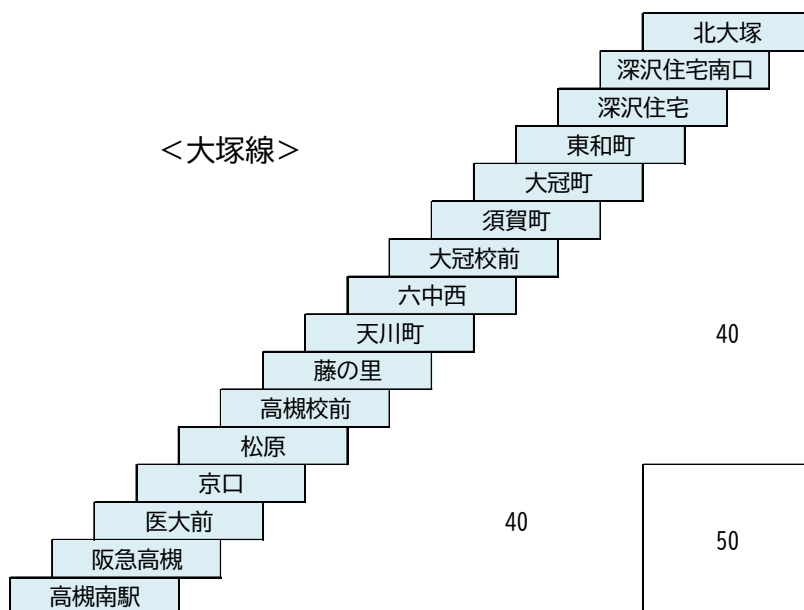 北大塚
深沢住宅南口
深沢住宅
東和町
＜大塚線＞
大冠町
須賀町
大冠校前
六中西
天川町
40
藤の里
高槻校前
松原
京口
医大前
40
50
阪急高槻
高槻南駅